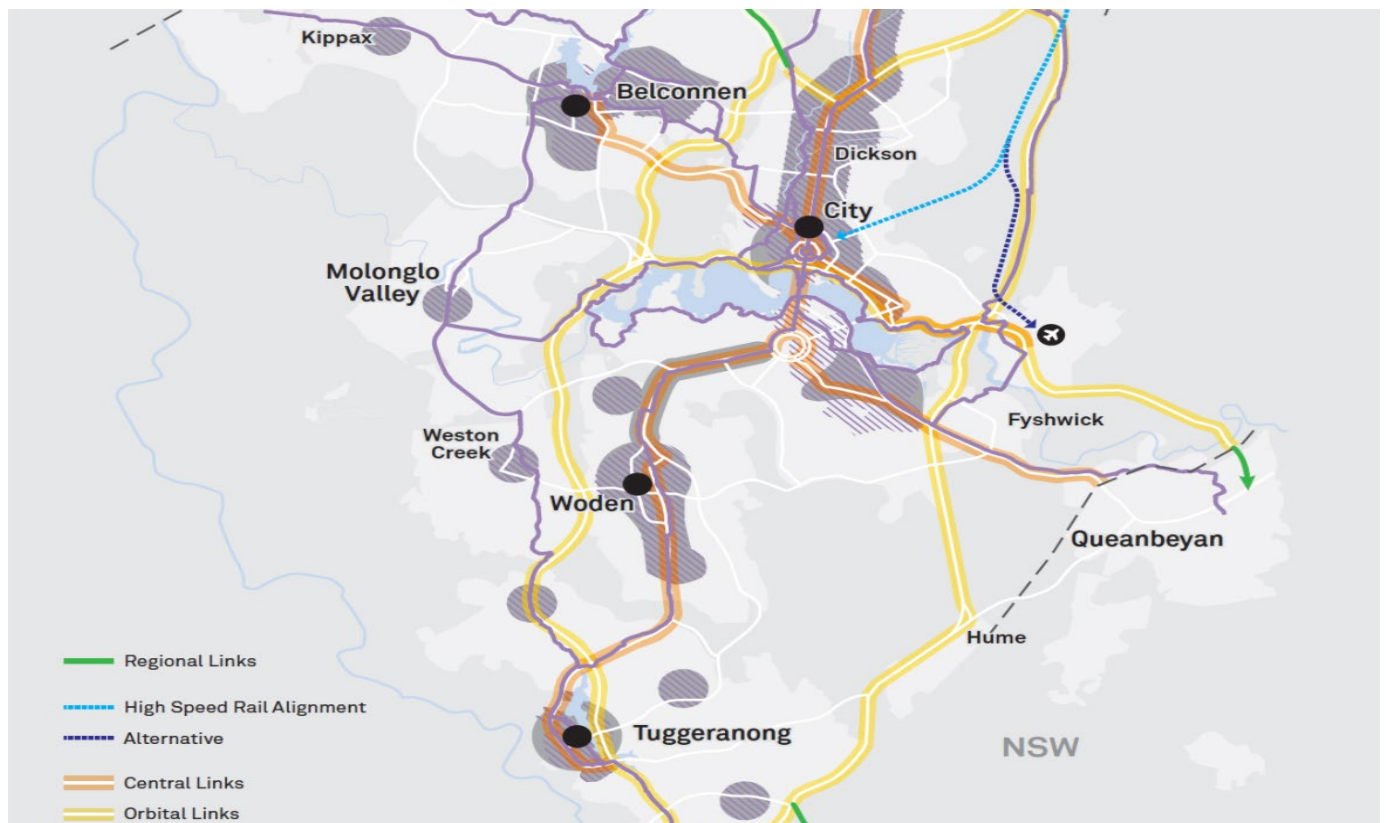 Kippax
Belconnen
Dickson
City
Molonglo
Valley
Weston
Creek
Fyshwick
Woden
Queanbeyan
Hume
Tuggeranong
NSW
Regional Links
High Speed Rail Alignment
Alternative
Central Links
Orbital Links